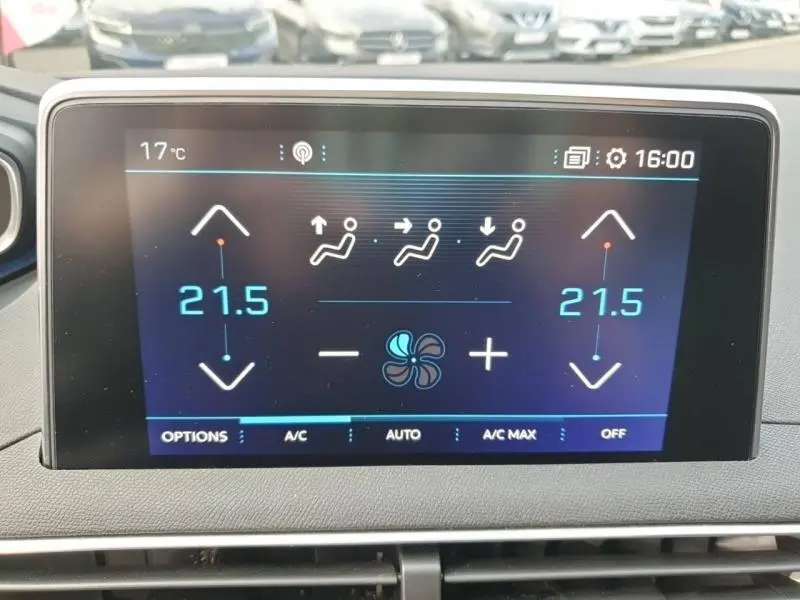 17°C 16:00
21.5 21.5
OPTIONS A/C AUTO A/C MAX OFF